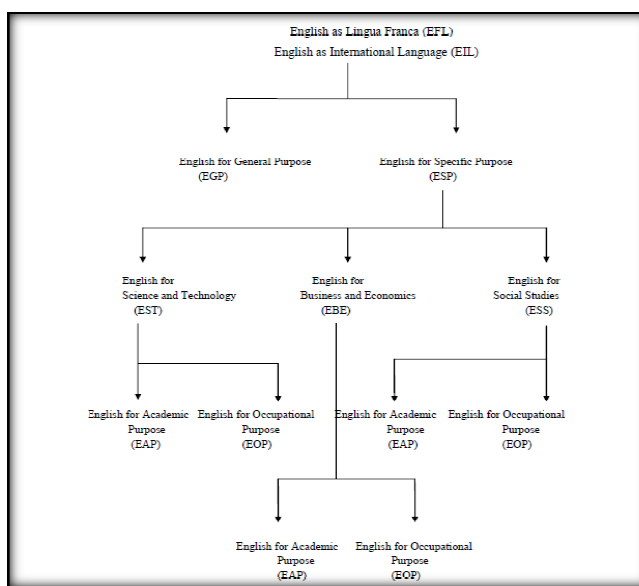 English as Lingua Franca (EFL)
English as International Language (EIL)
English for General Purpose
(EGP)
English for Specific Purpose
(ESP)
English for
Science and Technology
(EST)
English for
Business and Economics
(EBE)
English for
Social Studies
(ESS)
English for Academic
Purpose
(EAP)
English for Occupational
Purpose
(EOP)
English for Academic
Purpose
(EAP)
English for Occupational
Purpose
(EOP)
English for Academic
Purpose
(EAP)
English for Occupational
Purpose
(EOP)